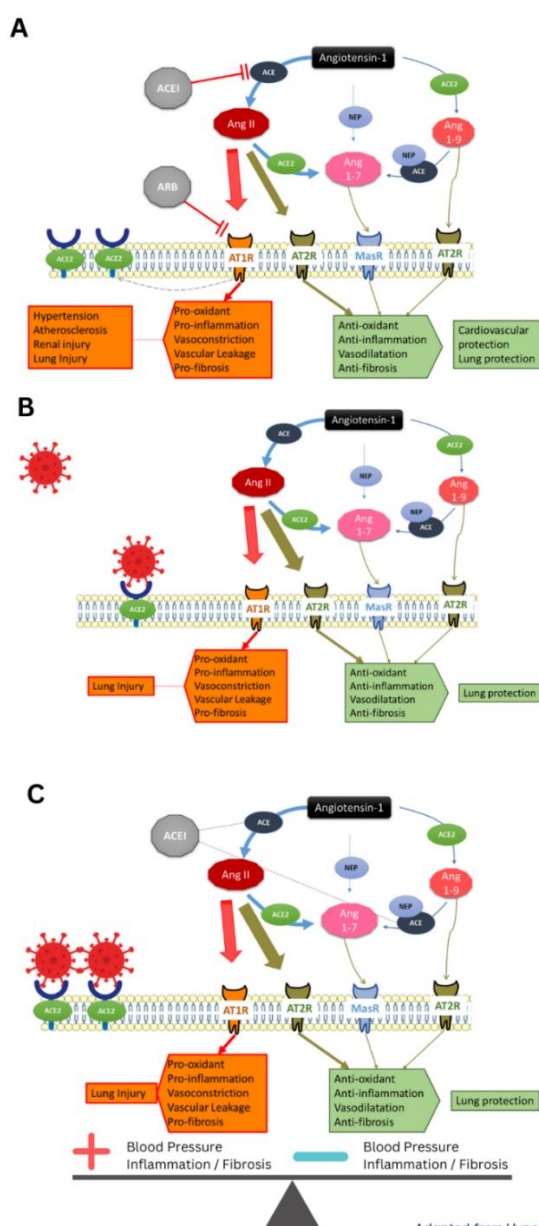 A
Angiotensin-1
ACE
ACE2
ACEI
NEP
Ang II
Ang
1-9
NEP
ACE2
Ang
1-7
ACE
ARB
ACE2
ACE2
AT1R
AT2R
MasR
AT2R
Hypertension
Atherosclerosis
Renal injury
Lung Injury
Pro-oxidant
Pro-inflammation
Vasoconstriction
Vascular Leakage
Pro-fibrosis
Anti-oxidant
Anti-inflammation
Vasodilatation
Anti-fibrosis
Cardiovascular
protection
Lung protection
B
Angiotensin-1
ACE
ACE2
NEP
Ang II
Ang
1-9
NEP
ACE2
Ang
1-7
ACE
ACE2
AT1R
AT2R
MasR
AT2R
Lung Injury
Pro-oxidant
Pro-inflammation
Vasoconstriction
Vascular Leakage
Pro-fibrosis
Anti-oxidant
Anti-inflammation
Vasodilatation
Anti-fibrosis
Lung protection
C
Angiotensin-1
ACE
ACE2
ACEI
NEP
Ang II
Ang
1-9
NEP
ACE2
Ang
1-7
ACE
ACE2
ACE2
AT1R
AT2R
MasR
AT2R
Lung Injury
Pro-oxidant
Pro-inflammation
Vasoconstriction
Vascular Leakage
Pro-fibrosis
Anti-oxidant
Anti-inflammation
Vasodilatation
Anti-fibrosis
Lung protection
Blood Pressure
Inflammation / Fibrosis
Blood Pressure
Inflammation / Fibrosis